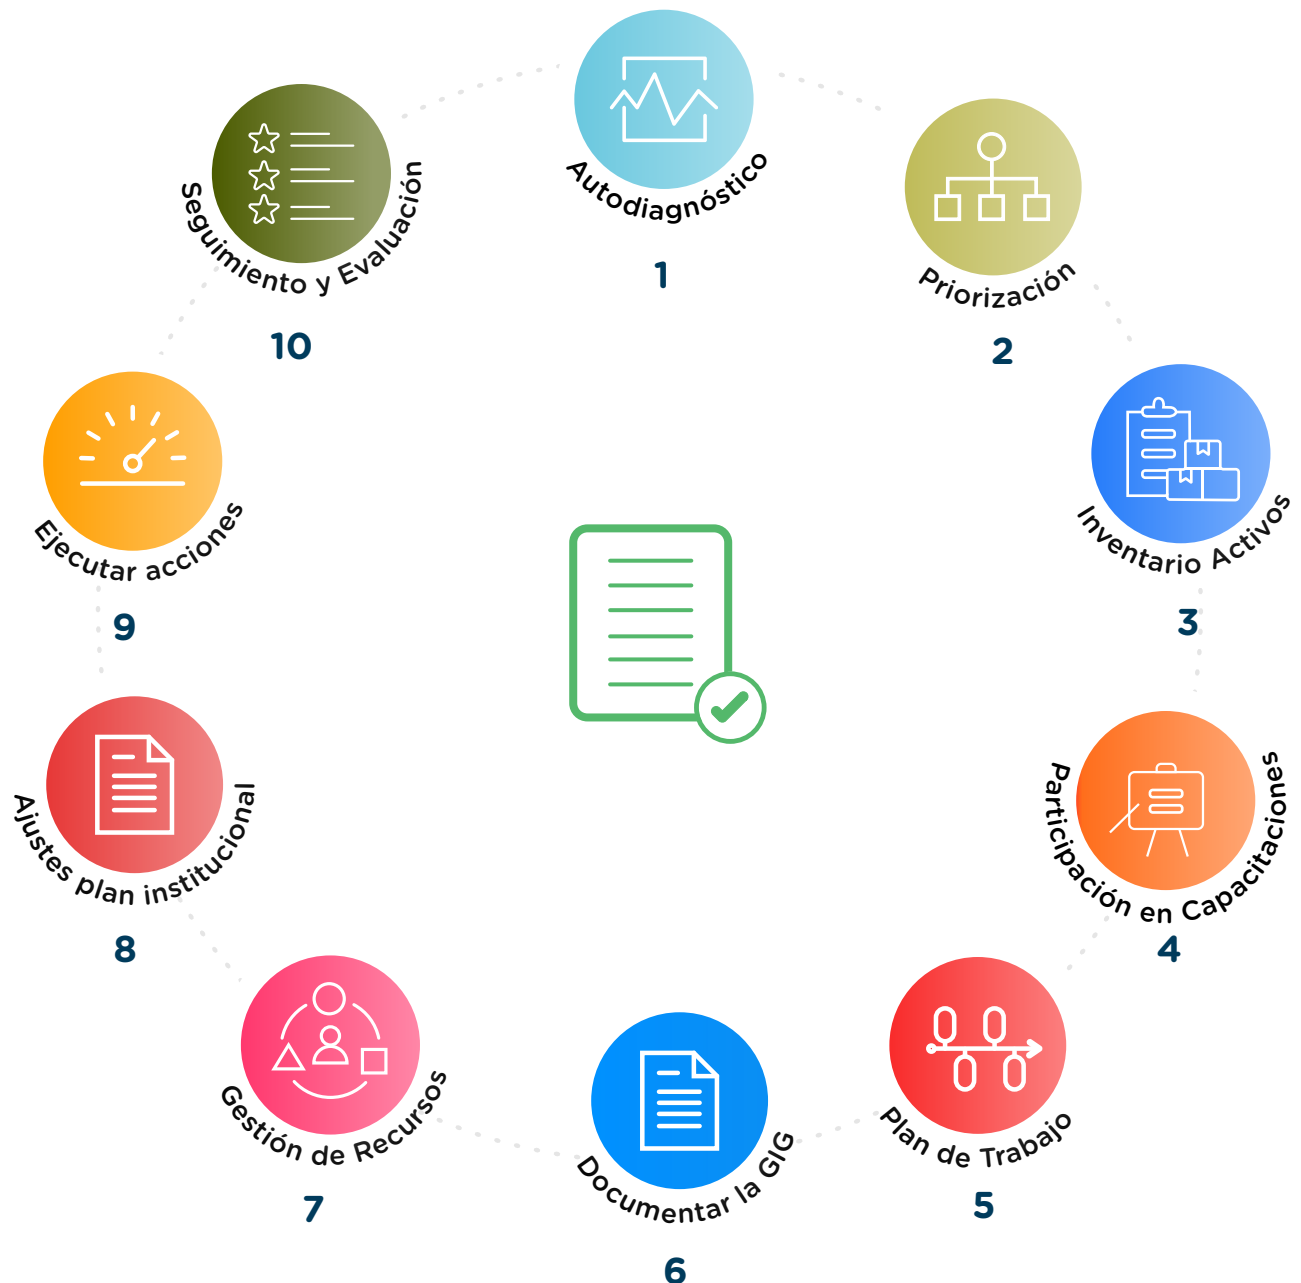 Autodiagnóstico
1
Priorización
2
Inventario Activos
3
Participación en Capacitaciones
4
Plan de Trabajo
5
Documentar la GIG
6
Gestión de Recursos
7
Ajustes plan institucional
8
Ejecutar acciones
9
Seguimiento y Evaluación
10